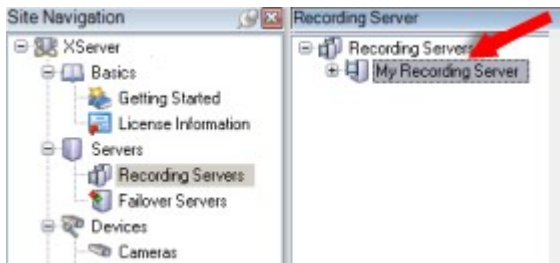 Site Navigation
XServer
Basics
Getting Started
License Information
Servers
Recording Servers
Failover Servers
Devices
Cameras
Recording Server
Recording Servers
My Recording Server